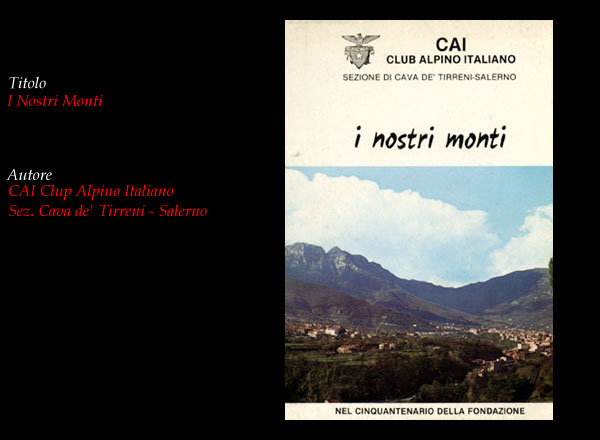 Titolo
I Nostri Monti
Autore
CAI Clup Alpino Italiano
Sez. Cava de' Tirreni - Salerno
CAI
CLUB ALPINO ITALIANO
SEZIONE DI CAVA DE' TIRRENI-SALERNO
i nostri monti
NEL CINQUANTENARIO DELLA FONDAZIONE